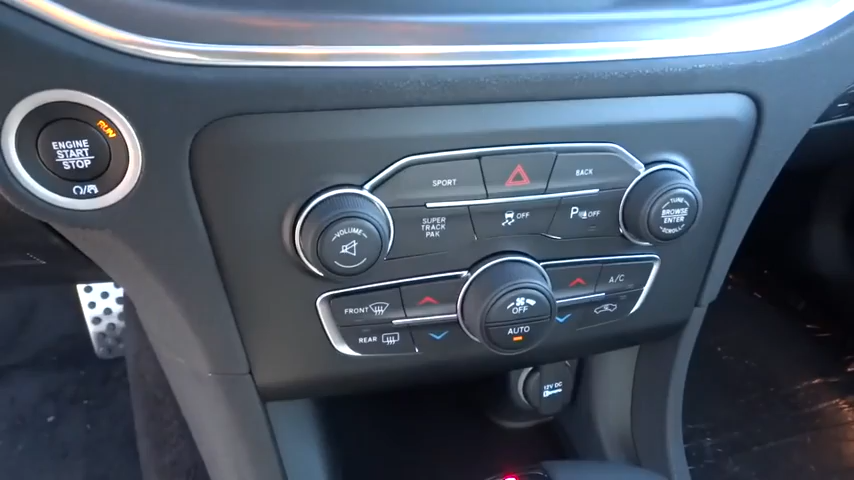 RUN
ENGINE
START
STOP
SPORT
BACK
SUPER
TRACK
PAK
OFF
P OFF
VOLUME
TUNE
BROWSE
ENTER
SCROLL
FRONT
REAR
OFF
AUTO
A/C
12V DC